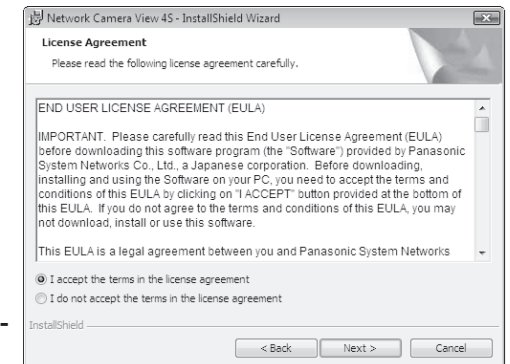 Network Camera View 4S - InstallShield Wizard
License Agreement
Please read the following license agreement carefully.
END USER LICENSE AGREEMENT (EULA)
IMPORTANT. Please carefully read this End User License Agreement (EULA)
before downloading this software program (the "Software") provided by Panasonic
System Networks Co., Ltd., a Japanese corporation. Before downloading,
installing and using the Software on your PC, you need to accept the terms and
conditions of this EULA by clicking on "I ACCEPT" button provided at the bottom of
this EULA. If you do not agree to the terms and conditions of this EULA, you may
not download, install or use this software.
This EULA is a legal agreement between you and Panasonic System Networks
I accept the terms in the license agreement
I do not accept the terms in the license agreement
InstallShield
< Back
Next >
Cancel